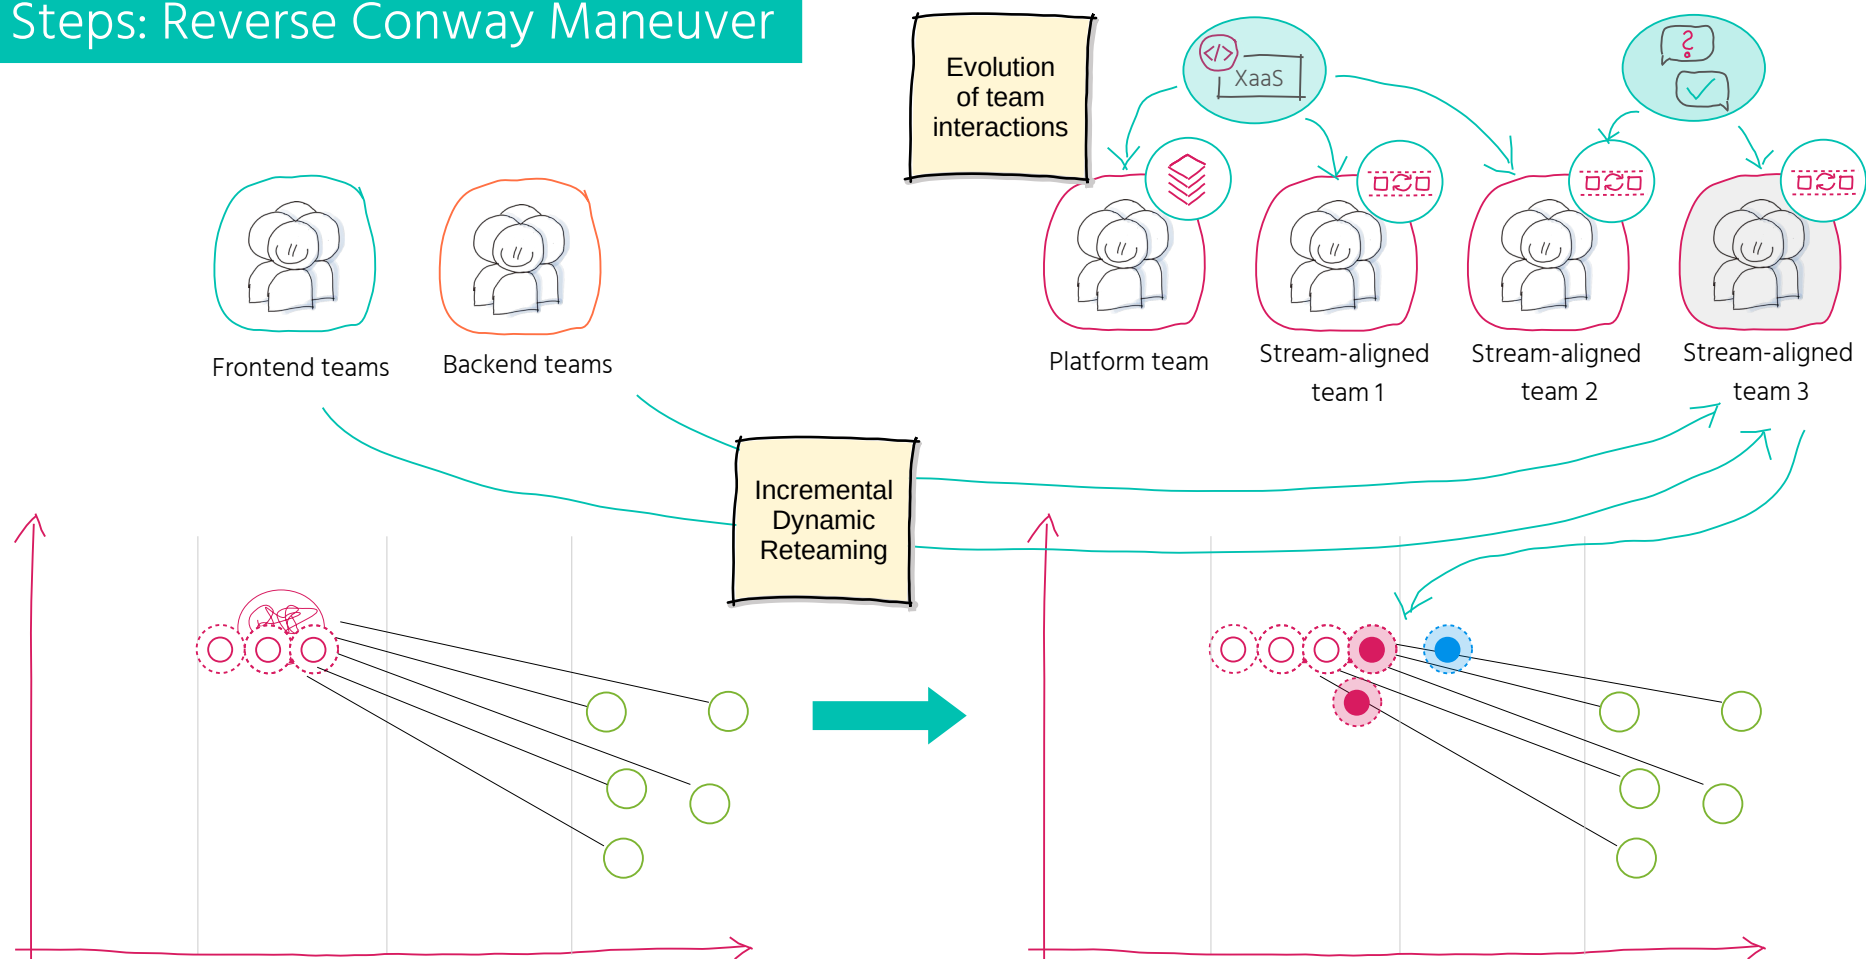 Steps: Reverse Conway Maneuver
Evolution
of team
interactions
</>
XaaS
?
Frontend teams
Backend teams
Platform team
Stream-aligned
team 1
Stream-aligned
team 2
Stream-aligned
team 3
Incremental
Dynamic
Reteaming